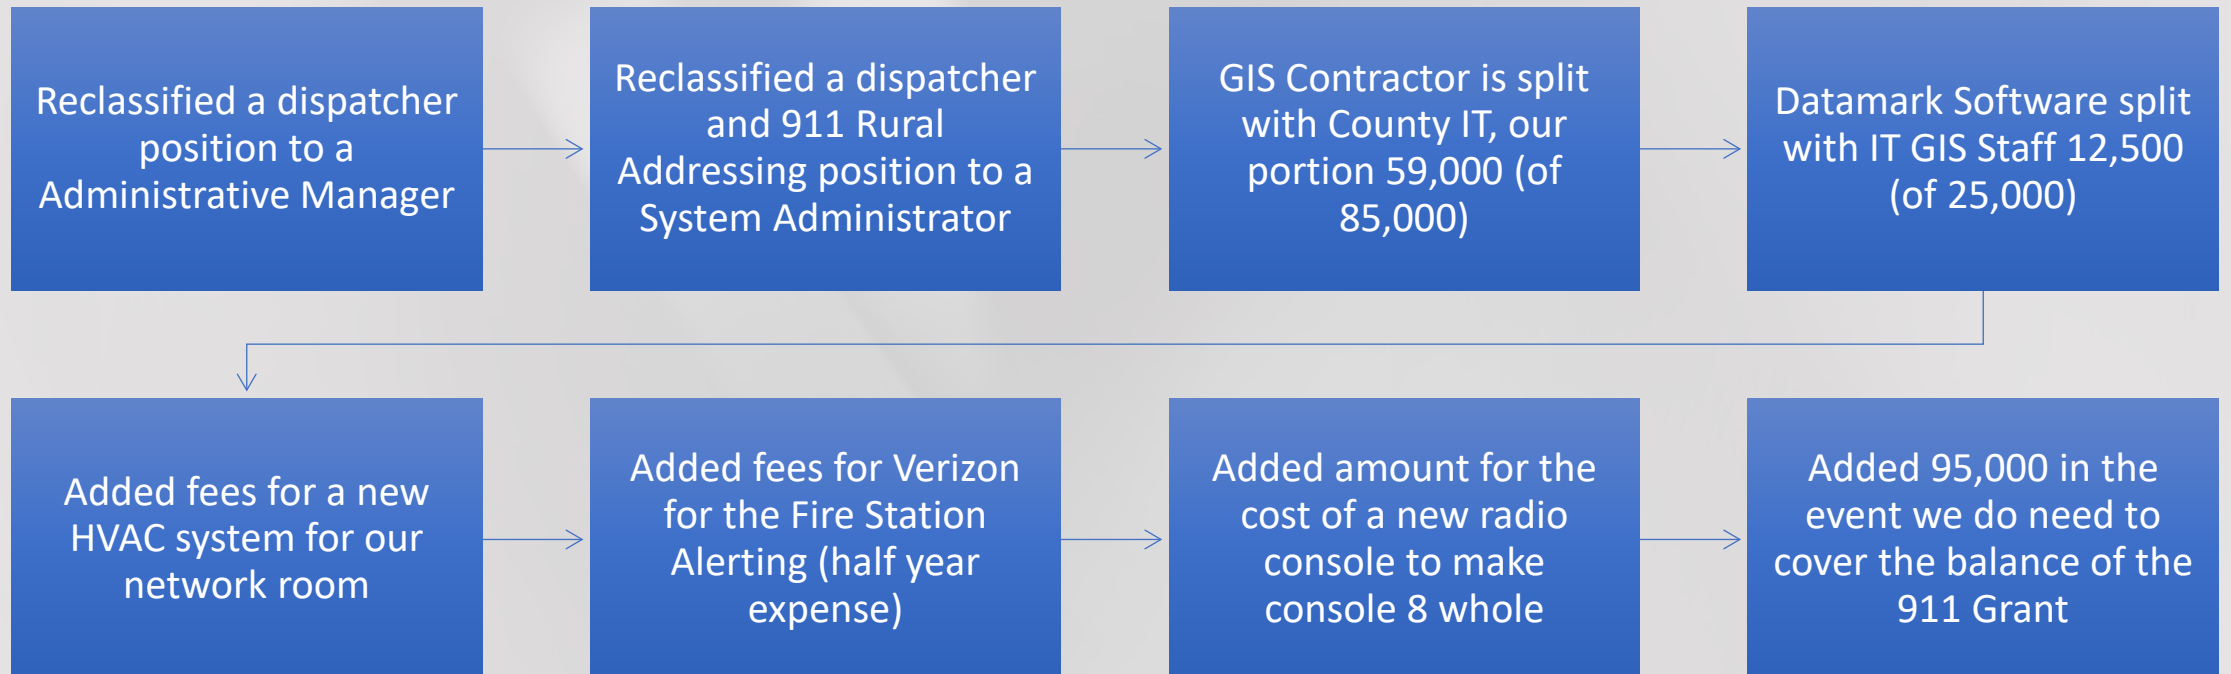 Reclassified a dispatcher
position to a
Administrative Manager
Reclassified a dispatcher
and 911 Rural
Addressing position to a
System Administrator
GIS Contractor is split
with County IT, our
portion 59,000 (of
85,000)
Datamark Software split
with IT GIS Staff 12,500
(of 25,000)
Added fees for a new
HVAC system for our
network room
Added fees for Verizon
for the Fire Station
Alerting (half year
expense)
Added amount for the
cost of a new radio
console to make
console 8 whole
Added 95,000 in the
event we do need to
cover the balance of the
911 Grant